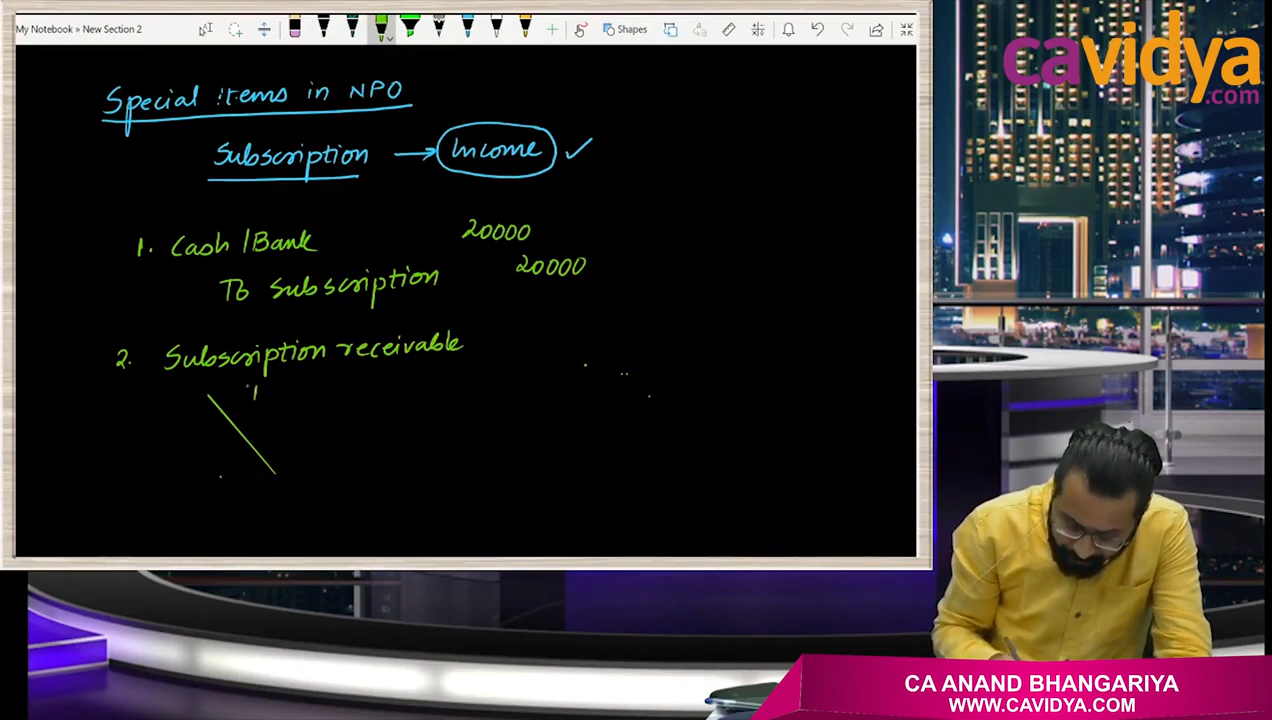 My Notebook » New Section 2
Shapes
cavidya
.com
Special items in NPO
Subscription → Income ✓
1. Cash/Bank 20000
To Subscription 20000
2. Subscription receivable
CA ANAND BHANGARIYA
WWW.CAVIDYA.COM